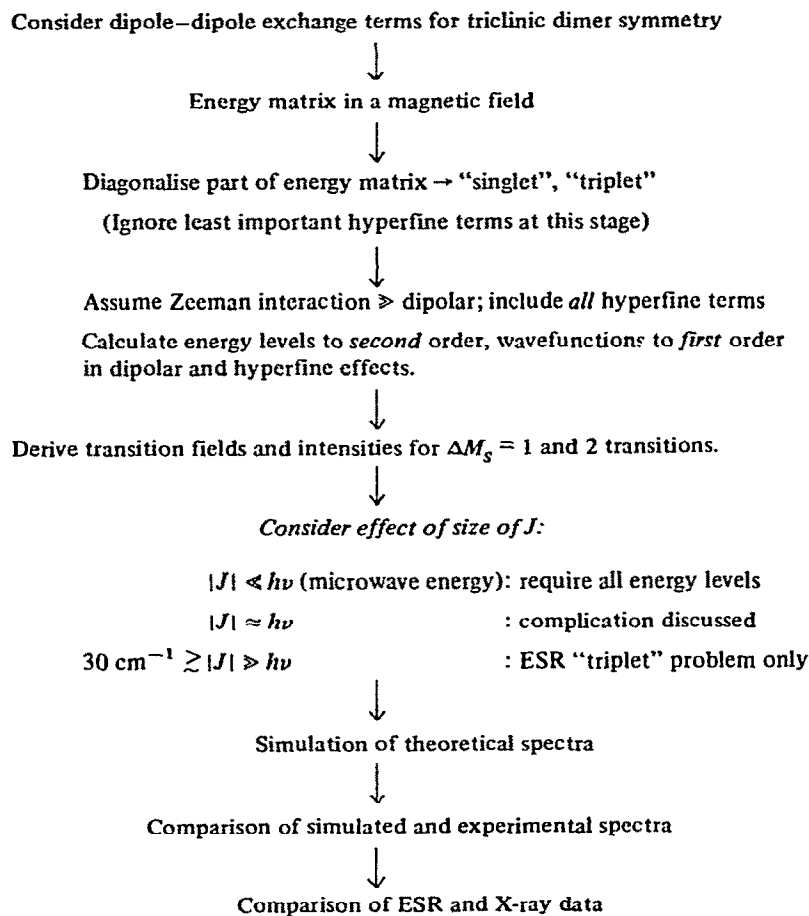 Consider dipole–dipole exchange terms for triclinic dimer symmetry
↓
Energy matrix in a magnetic field
↓
Diagonalise part of energy matrix → “singlet”, “triplet”
(Ignore least important hyperfine terms at this stage)
↓
Assume Zeeman interaction ⪢ dipolar; include all hyperfine terms
Calculate energy levels to second order, wavefunctions to first order
in dipolar and hyperfine effects.
↓
Derive transition fields and intensities for ΔMₛ = 1 and 2 transitions.
↓
Consider effect of size of J:
|J| ≪ hν (microwave energy): require all energy levels
|J| ≈ hν : complication discussed
30 cm⁻¹ ≳ |J| ≫ hν : ESR “triplet” problem only
↓
Simulation of theoretical spectra
↓
Comparison of simulated and experimental spectra
↓
Comparison of ESR and X-ray data